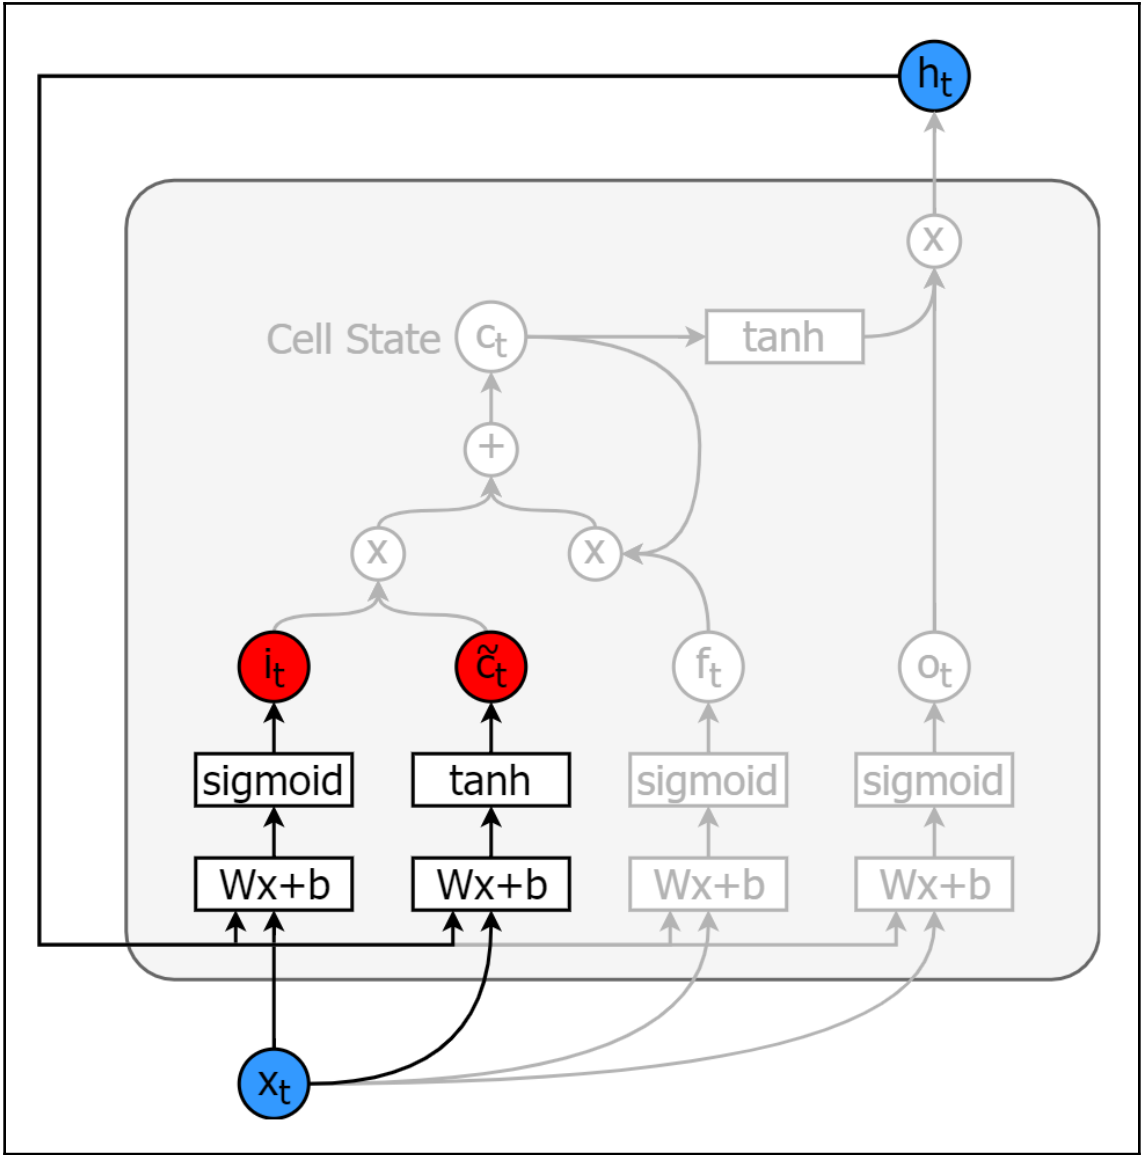 hₜ
x
Cell State cₜ tanh
+
x x
iₜ c̃ₜ fₜ oₜ
sigmoid tanh sigmoid sigmoid
Wx+b Wx+b Wx+b Wx+b
xₜ